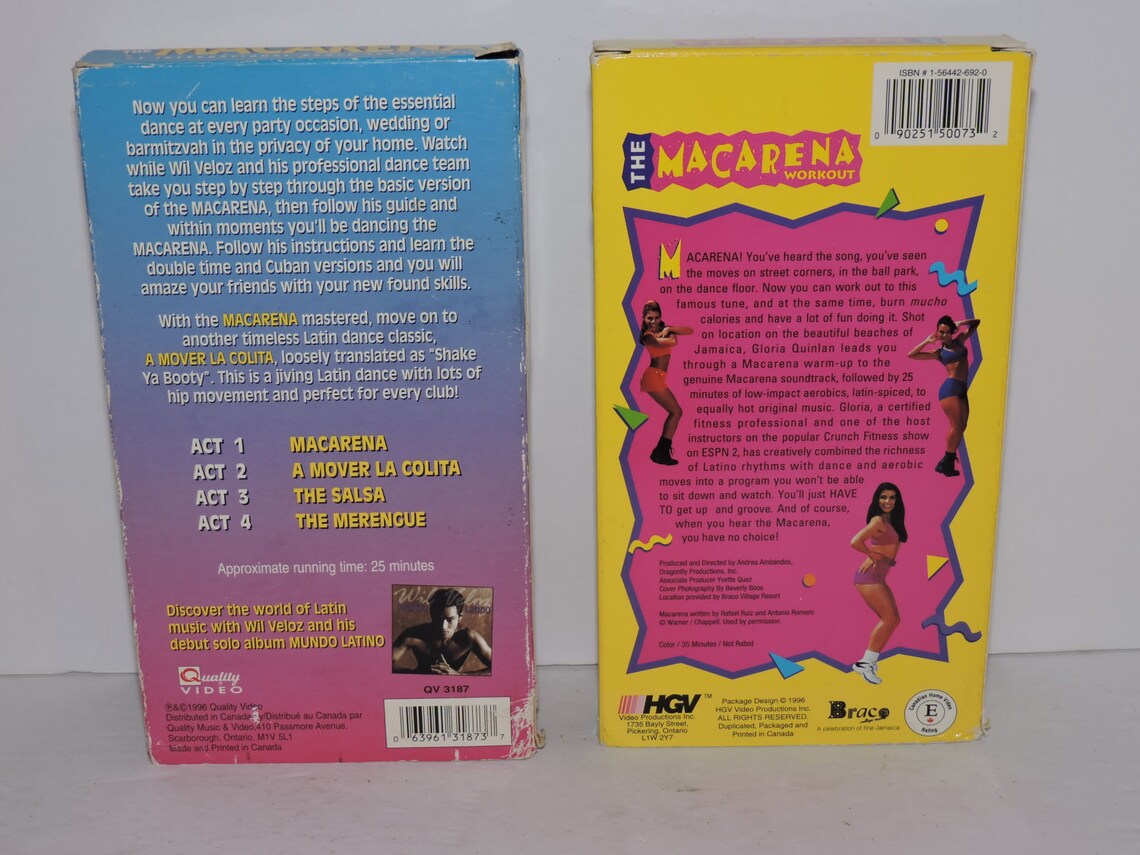 THE MACARENA
Now you can learn the steps of the essential
dance at every party occasion, wedding or
barmitzvah in the privacy of your home. Watch
while Wil Veloz and his professional dance team
take you step by step through the basic version
of the MACARENA, then follow his guide and
within moments you'll be dancing the
MACARENA. Follow his instructions and learn the
double time and Cuban versions and you will
amaze your friends with your new found skills.
With the MACARENA mastered, move on to
another timeless Latin dance classic,
A MOVER LA COLITA, loosely translated as "Shake
Ya Booty". This is a jiving Latin dance with lots of
hip movement and perfect for every club!
ACT 1 MACARENA
ACT 2 A MOVER LA COLITA
ACT 3 THE SALSA
ACT 4 THE MERENGUE
Approximate running time: 25 minutes
Discover the world of Latin
music with Wil Veloz and his
debut solo album MUNDO LATINO
Wil Veloz
Latino
Quality
VIDEO
QV 3187
℗&©1996 Quality Video
Distributed in Canada by/Distribué au Canada par
Quality Music & Video,410 Passmore Avenue,
Scarborough, Ontario, M1V 5L1
Made and Printed in Canada
0 63961 31873 7
ISBN # 1-56442-692-0
0 90251 50073 2
THE MACARENA
WORKOUT
MACARENA! You've heard the song, you've seen
the moves on street corners, in the ball park,
on the dance floor. Now you can work out to this
famous tune, and at the same time, burn mucho
calories and have a lot of fun doing it. Shot
on location on the beautiful beaches of
Jamaica, Gloria Quinlan leads you
through a Macarena warm-up to the
genuine Macarena soundtrack, followed by 25
minutes of low-impact aerobics, latin-spiced, to
equally hot original music. Gloria, a certified
fitness professional and one of the host
instructors on the popular Crunch Fitness show
on ESPN 2, has creatively combined the richness
of Latino rhythms with dance and aerobic
moves into a program you won't be able
to sit down and watch. You'll just HAVE
TO get up and groove. And of course,
when you hear the Macarena,
you have no choice!
Produced and Directed by Andrea Ambandos,
Dragonfly Productions, Inc.
Associate Producer Yvette Quez
Cover Photography By Beverly Boos
Location provided by Braco Village Resort
Macarena written by Rafael Ruiz and Antonio Romero
© Warner / Chappell. Used by permission.
Color / 35 Minutes / Not Rated
HGV™
Video Productions Inc.
1735 Bayly Street,
Pickering, Ontario
L1W 2Y7
Package Design © 1996
HGV Video Productions Inc.
ALL RIGHTS RESERVED.
Duplicated, Packaged and
Printed in Canada
Braco
A celebration of fine Jamaica
Canadian Home Video
E
Rating